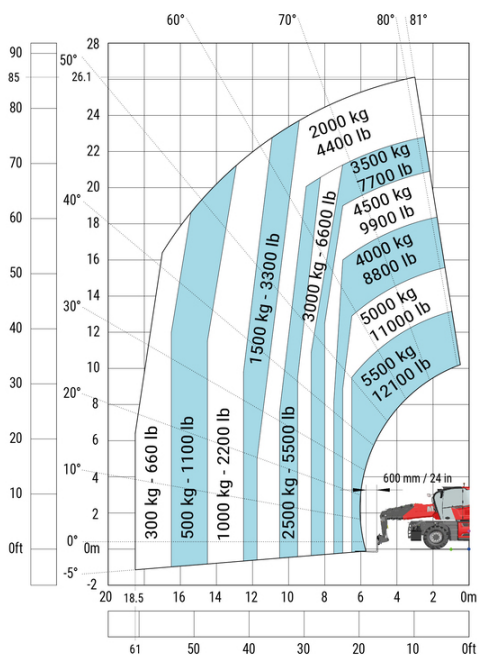 60° 70° 80° 81°
90 28
50°
85 26.1
80 24
2000 kg
4400 lb
22
3500 kg
7700 lb
70
20
4500 kg
9900 lb
40°
60 18
4000 kg
8800 lb
16
50
14
5000 kg
11000 lb
30°
40 12
10
5500 kg
12100 lb
30
20° 8
20 6
10° 4
600 mm / 24 in
10
2
0ft 0° 0m
-5° -2
300 kg - 660 lb
500 kg - 1100 lb
1000 kg - 2200 lb
1500 kg - 3300 lb
2500 kg - 5500 lb
3000 kg - 6600 lb
M
20 18.5 16 14 12 10 8 6 4 2 0m
61 50 40 30 20 10 0ft